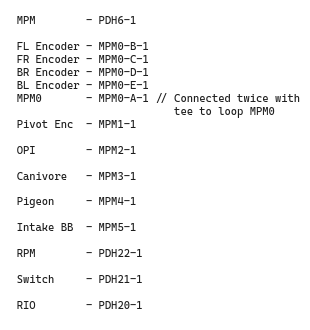 MPM       – PDH6-1
FL Encoder – MPM0-B-1
FR Encoder – MPM0-C-1
BR Encoder – MPM0-D-1
BL Encoder – MPM0-E-1
MPM0       – MPM0-A-1 // Connected twice with
tee to loop MPM0
Pivot Enc  – MPM1-1
OPI        – MPM2-1
Canivore   – MPM3-1
Pigeon     – MPM4-1
Intake BB  – MPM5-1
RPM        – PDH22-1
Switch     – PDH21-1
RIO        – PDH20-1